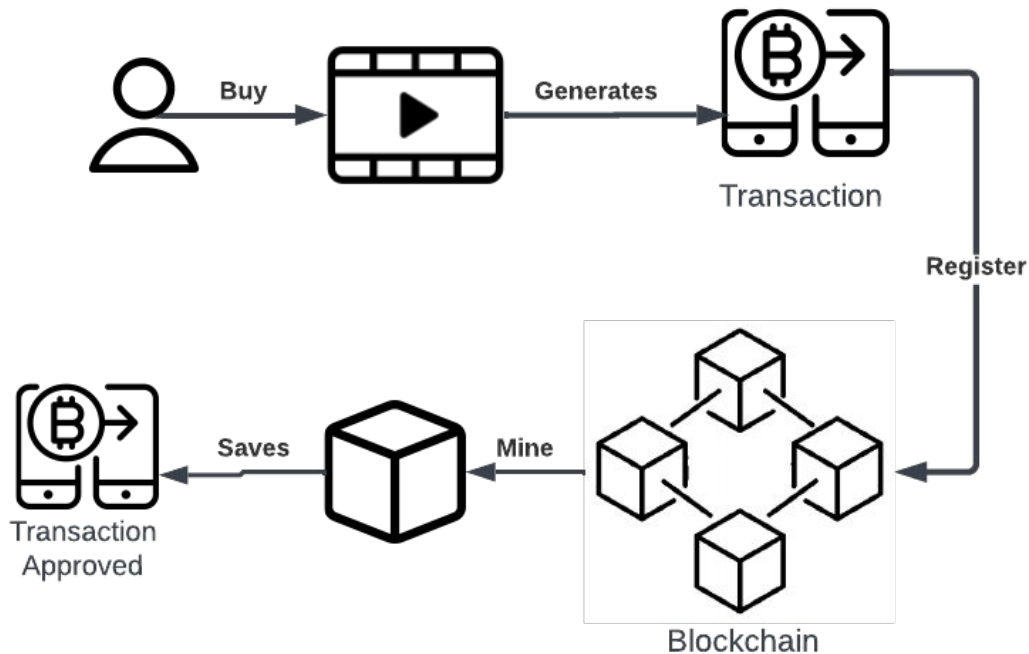 Buy
Generates
Transaction
Register
Saves
Mine
Transaction
Approved
Blockchain